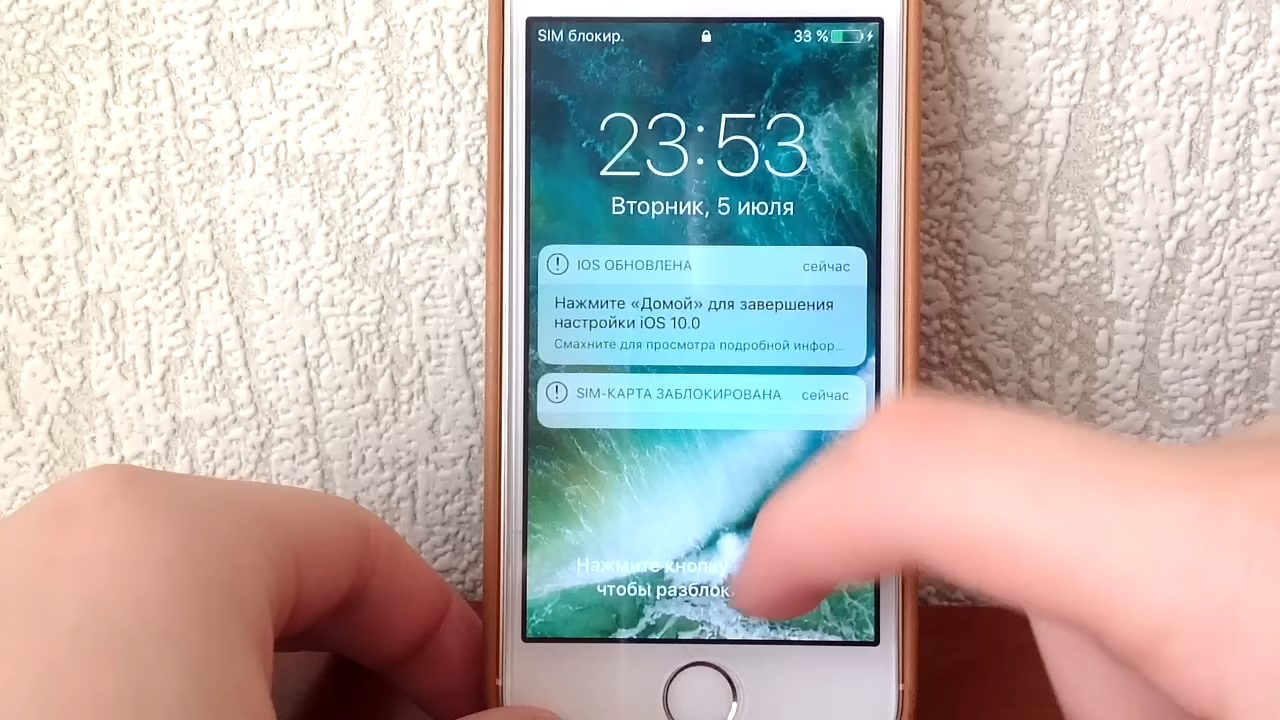 SIM блокир. 33 %
23:53
Вторник, 5 июля
IOS ОБНОВЛЕНА сейчас
Нажмите «Домой» для завершения
настройки iOS 10.0
Смахните для просмотра подробной инфор...
SIM-КАРТА ЗАБЛОКИРОВАНА сейчас
Нажмите кнопку
чтобы